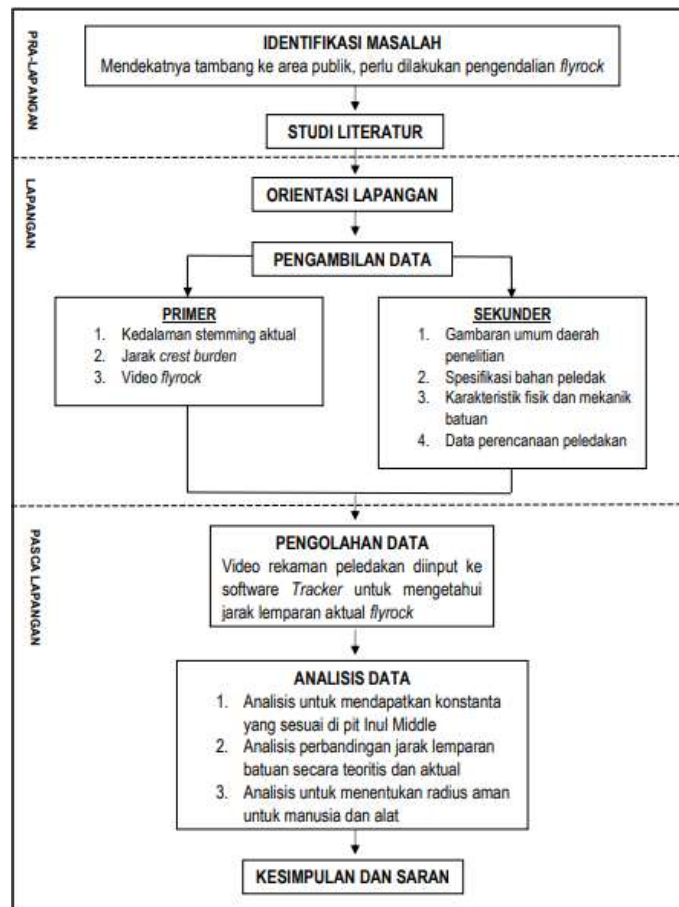 PRA-LAPANGAN
IDENTIFIKASI MASALAH
Mendekatnya tambang ke area publik, perlu dilakukan pengendalian flyrock
STUDI LITERATUR
LAPANGAN
ORIENTASI LAPANGAN
PENGAMBILAN DATA
PRIMER
1. Kedalaman stemming aktual
2. Jarak crest burden
3. Video flyrock
SEKUNDER
1. Gambaran umum daerah
penelitian
2. Spesifikasi bahan peledak
3. Karakteristik fisik dan mekanik
batuan
4. Data perencanaan peledakan
PASCA LAPANGAN
PENGOLAHAN DATA
Video rekaman peledakan diinput ke
software Tracker untuk mengetahui
jarak lemparan aktual flyrock
ANALISIS DATA
1. Analisis untuk mendapatkan konstanta
yang sesuai di pit Inul Middle
2. Analisis perbandingan jarak lemparan
batuan secara teoritis dan aktual
3. Analisis untuk menentukan radius aman
untuk manusia dan alat
KESIMPULAN DAN SARAN